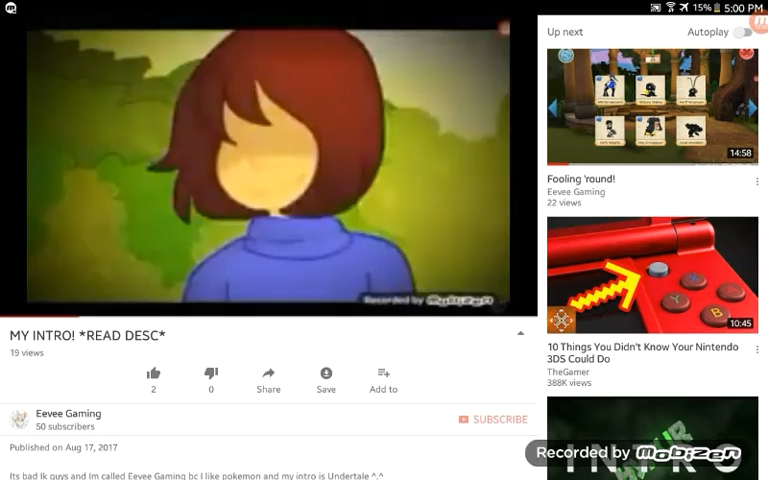 15% 5:00 PM
Recorded by Mobizen
MY INTRO! *READ DESC*
19 views
2
0
Share
Save
Add to
Eevee Gaming
50 subscribers
SUBSCRIBE
Published on Aug 17, 2017
Its bad Ik guys and Im called Eevee Gaming bc I like pokemon and my intro is Undertale ^.^
Up next
Autoplay
14:58
Fooling 'round!
Eevee Gaming
22 views
X
Y
B
10:45
10 Things You Didn't Know Your Nintendo
3DS Could Do
TheGamer
388K views
INTRO
Recorded by mobizen